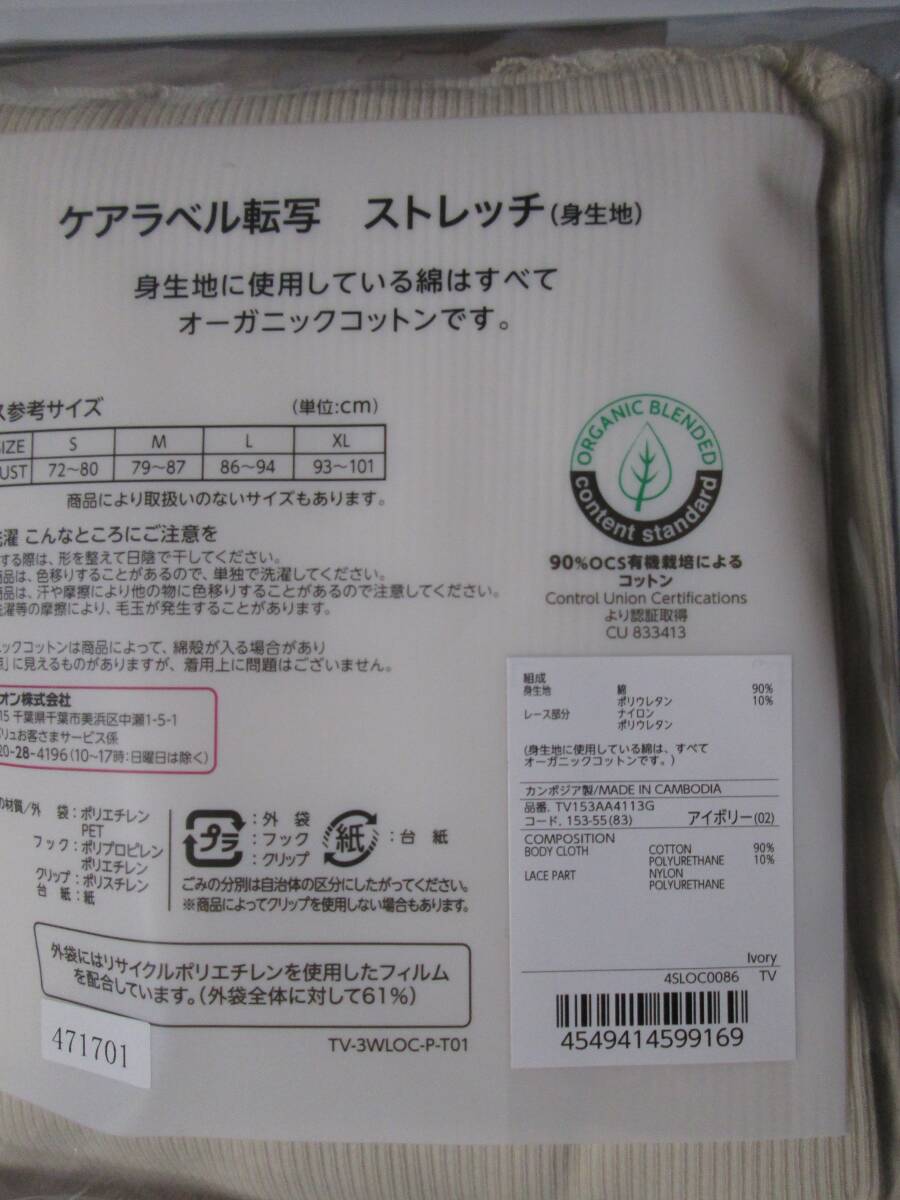 ケアラベル転写 ストレッチ(身生地)
身生地に使用している綿はすべて
オーガニックコットンです。
参考サイズ (単位:cm)
SIZE S M L XL
BUST 72~80 79~87 86~94 93~101
商品により取扱いのないサイズもあります。
洗濯 こんなところにご注意を
する際は、形を整えて日陰で干してください。
商品は、色移りすることがあるので、単独で洗濯してください。
商品は、汗や摩擦により他の物に色移りすることがあるので注意してください。
洗濯等の摩擦により、毛玉が発生することがあります。
ニックコットンは商品によって、綿殻が入る場合があり
」に見えるものがありますが、着用上に問題はございません。
オン株式会社
15 千葉県千葉市美浜区中瀬1-5-1
バリュお客さまサービス係
20-28-4196(10~17時:日曜日は除く)
の材質/外 袋:ポリエチレン
PET
フック:ポリプロピレン
ポリエチレン
クリップ:ポリスチレン
台 紙:紙
プラ
:外 袋
:フック
:クリップ
紙
:台 紙
ごみの分別は自治体の区分にしたがってください。
※商品によってクリップを使用しない場合もあります。
外袋にはリサイクルポリエチレンを使用したフィルム
を配合しています。(外袋全体に対して61%)
471701
TV-3WLOC-P-T01
ORGANIC BLENDED
content standard
90%OCS有機栽培による
コットン
Control Union Certifications
より認証取得
CU 833413
組成
身生地 綿 90%
ポリウレタン 10%
レース部分 ナイロン
ポリウレタン
(身生地に使用している綿は、すべて
オーガニックコットンです。)
カンボジア製/MADE IN CAMBODIA
品番. TV153AA4113G
コード. 153-55(83) アイボリー(02)
COMPOSITION
BODY CLOTH COTTON 90%
POLYURETHANE 10%
LACE PART NYLON
POLYURETHANE
Ivory
4SLOC0086 TV
4549414599169